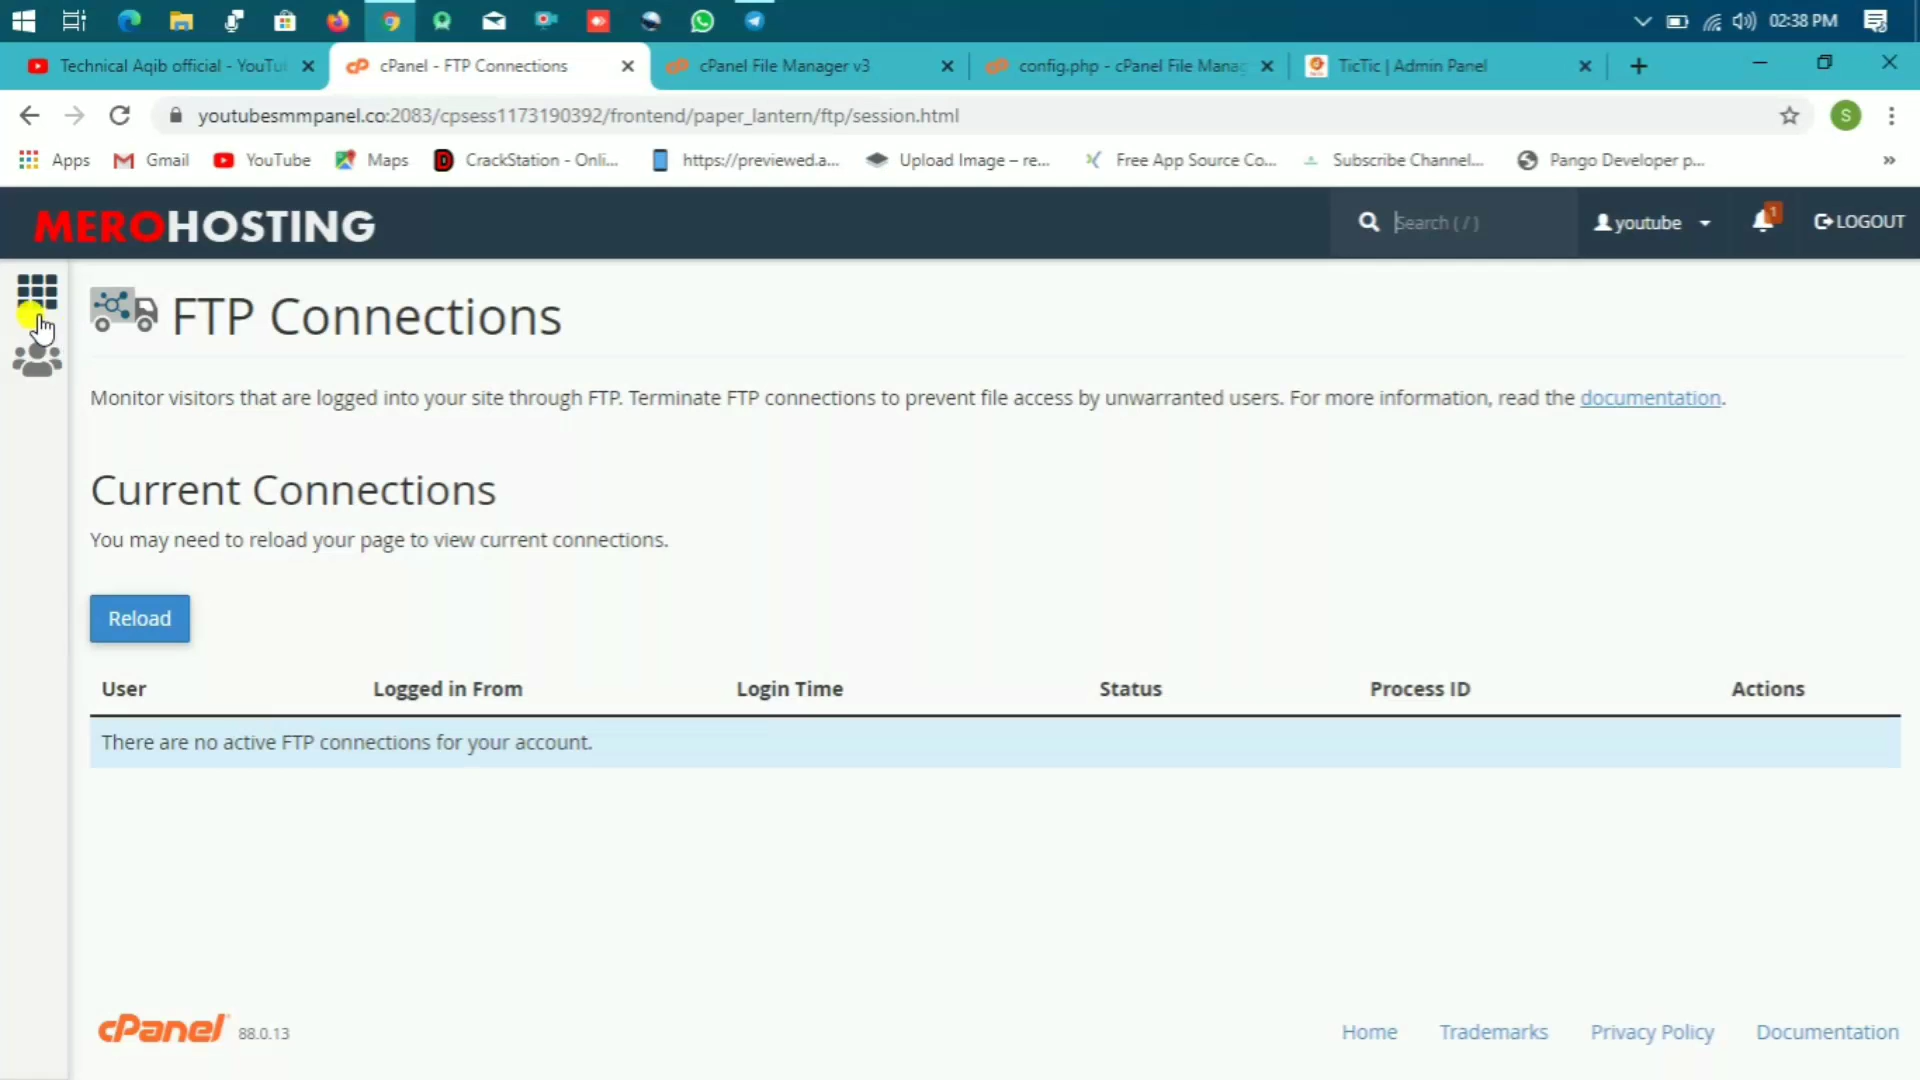 02:38 PM
Technical Aqib official - YouTu
cPanel - FTP Connections
cPanel File Manager v3
config.php - cPanel File Manag
TicTic | Admin Panel
youtubesmmpanel.co:2083/cpsess1173190392/frontend/paper_lantern/ftp/session.html
S
Apps
Gmail
YouTube
Maps
D
CrackStation - Onli...
https://previewed.a...
Upload Image – re...
Free App Source Co...
Subscribe Channel...
Pango Developer p...
»
MEROHOSTING
Search ( / )
youtube
1
LOGOUT
FTP Connections
Monitor visitors that are logged into your site through FTP. Terminate FTP connections to prevent file access by unwarranted users. For more information, read the documentation.
Current Connections
You may need to reload your page to view current connections.
Reload
User Logged in From Login Time Status Process ID Actions
There are no active FTP connections for your account.
cPanel 88.0.13
Home Trademarks Privacy Policy Documentation